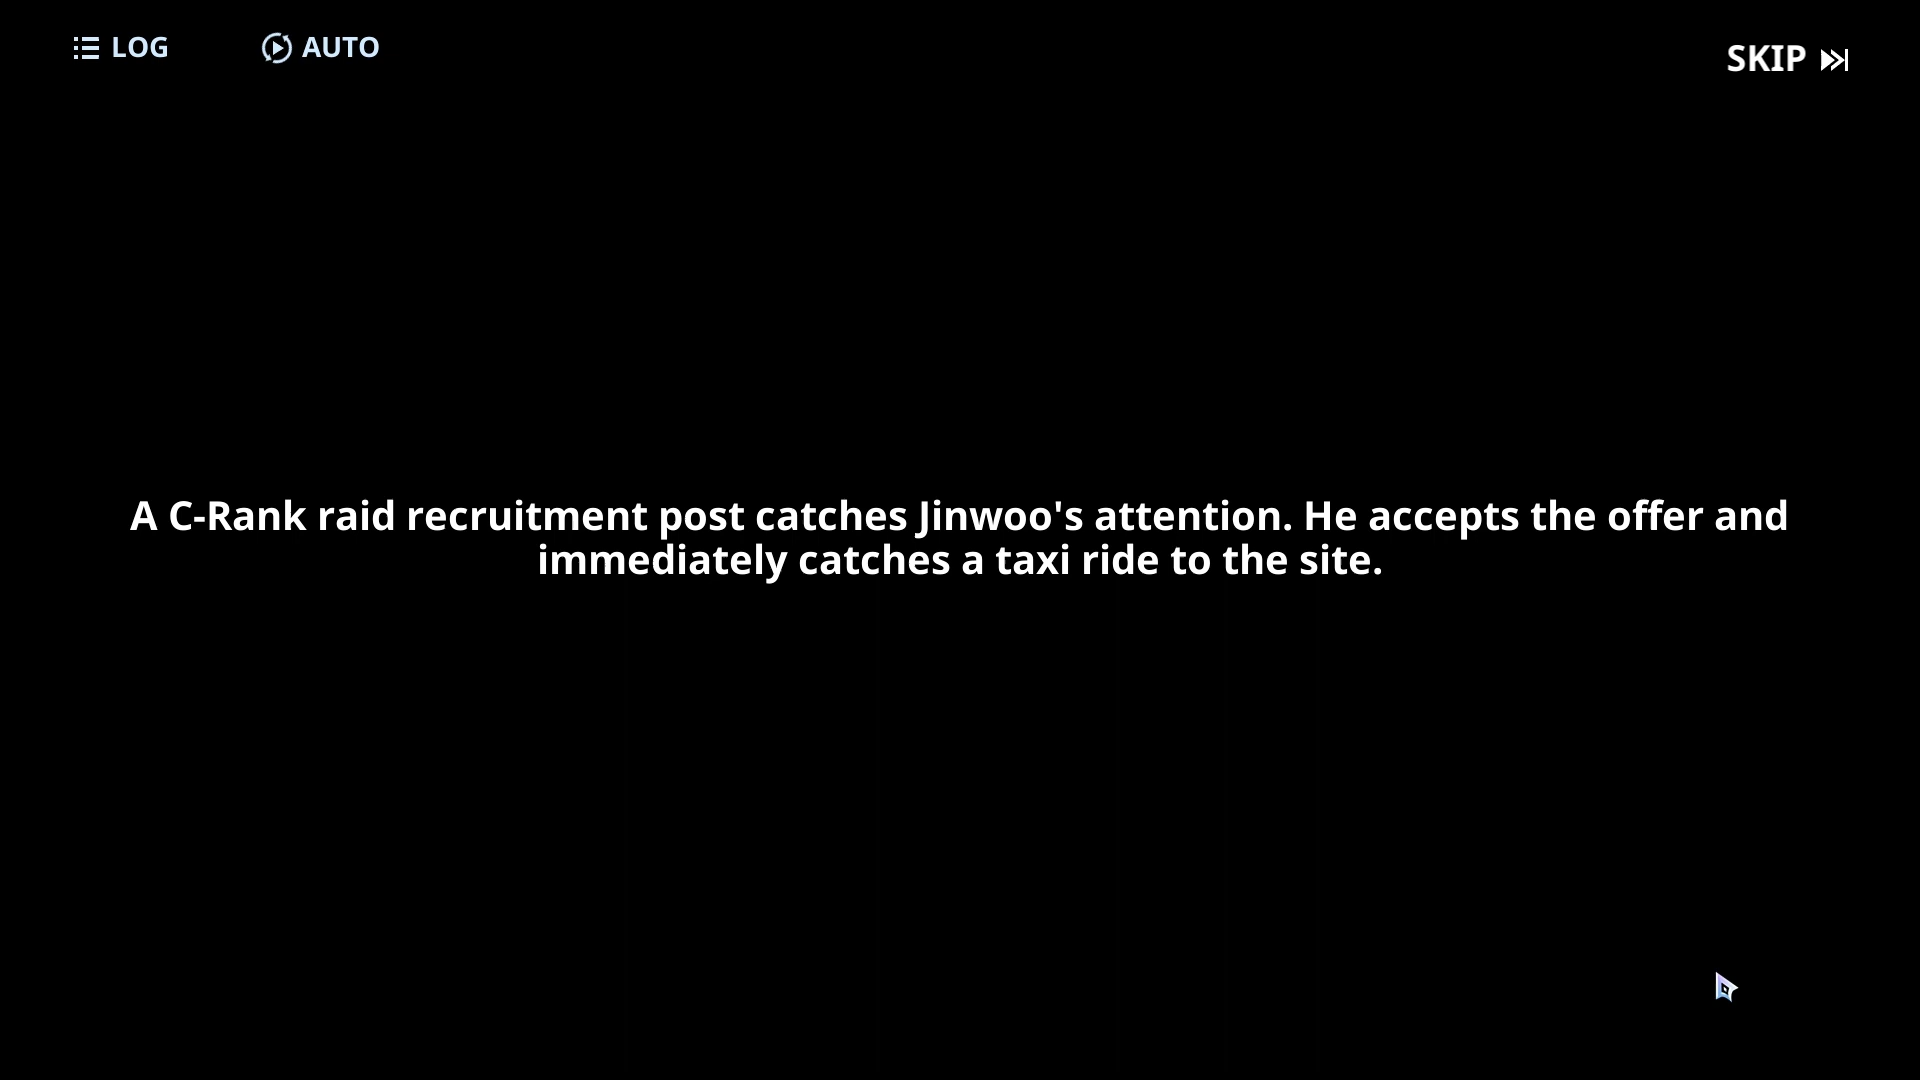 LOG
AUTO
SKIP
A C-Rank raid recruitment post catches Jinwoo's attention. He accepts the offer and
immediately catches a taxi ride to the site.